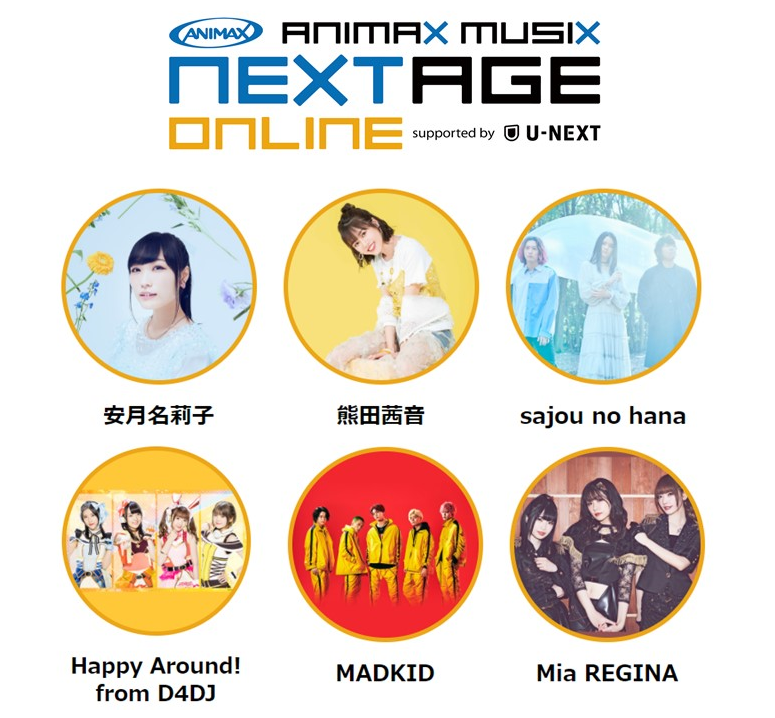 ANIMAX ANIMAX MUSIX
NEXTAGE
ONLINE supported by U-NEXT
安月名莉子 熊田茜音 sajou no hana
Happy Around!
from D4DJ MADKID Mia REGINA